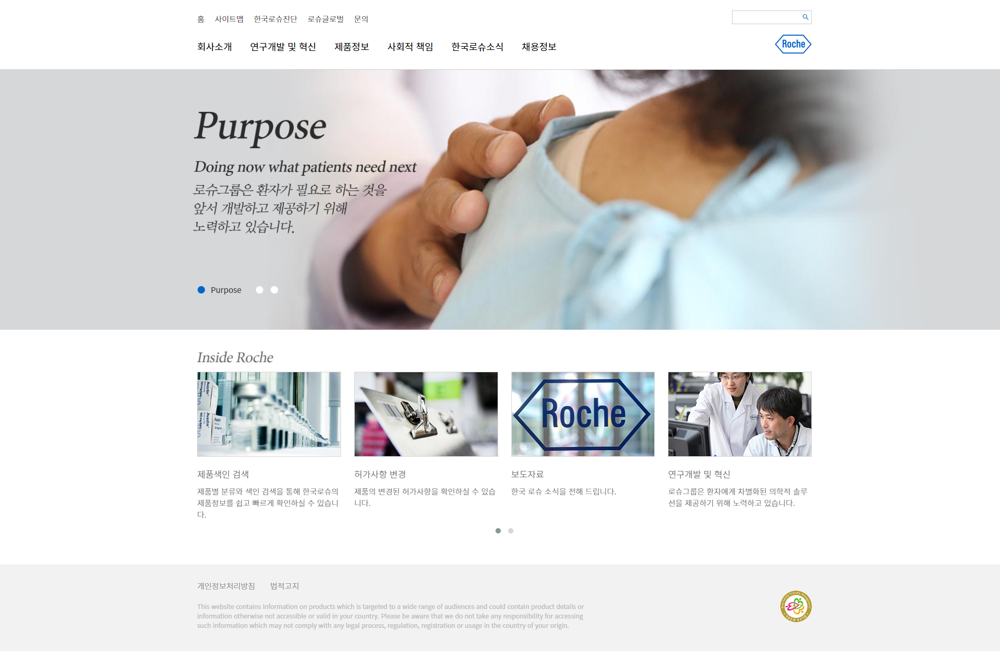 홈 사이트맵 한국로슈진단 로슈글로벌 문의
회사소개 연구개발 및 혁신 제품정보 사회적 책임 한국로슈소식 채용정보
Roche
Purpose
Doing now what patients need next
로슈그룹은 환자가 필요로 하는 것을
앞서 개발하고 제공하기 위해
노력하고 있습니다.
Purpose
Inside Roche
Avastin
Avastin
Avastin
Roche
제품색인 검색
제품별 분류와 색인 검색을 통해 한국로슈의
제품정보를 쉽고 빠르게 확인하실 수 있습니
다.
허가사항 변경
제품의 변경된 허가사항을 확인하실 수 있습
니다.
보도자료
한국 로슈 소식을 전해 드립니다.
연구개발 및 혁신
로슈그룹은 환자에게 차별화된 의학적 솔루
션을 제공하기 위해 노력하고 있습니다.
개인정보처리방침 법적고지
This website contains information on products which is targeted to a wide range of audiences and could contain product details or
information otherwise not accessible or valid in your country. Please be aware that we do not take any responsibility for accessing
such information which may not comply with any legal process, regulation, registration or usage in the country of your origin.